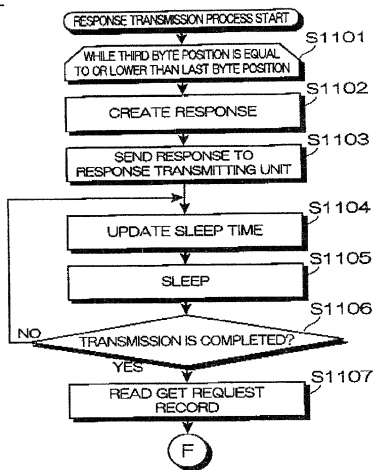 RESPONSE TRANSMISSION PROCESS START
S1101
WHILE THIRD BYTE POSITION IS EQUAL
TO OR LOWER THAN LAST BYTE POSITION
S1102
CREATE RESPONSE
S1103
SEND RESPONSE TO
RESPONSE TRANSMITTING UNIT
S1104
UPDATE SLEEP TIME
S1105
SLEEP
S1106
TRANSMISSION IS COMPLETED?
NO
YES
S1107
READ GET REQUEST
RECORD
F